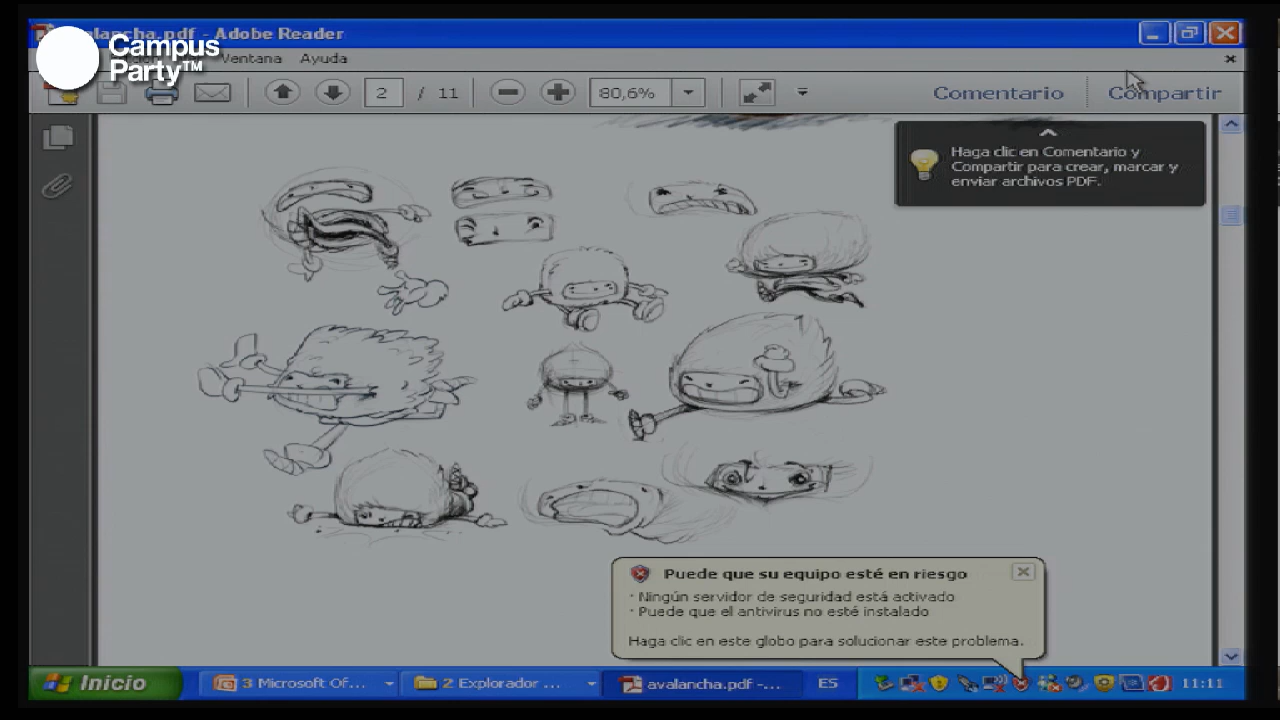 avalancha.pdf - Adobe Reader
Campus
Party™
Ventana Ayuda
2 / 11 80,6% Comentario Compartir
Haga clic en Comentario y
Compartir para crear, marcar y
enviar archivos PDF.
Puede que su equipo esté en riesgo
· Ningún servidor de seguridad está activado
· Puede que el antivirus no esté instalado
Haga clic en este globo para solucionar este problema.
Inicio 3 Microsoft Of... 2 Explorador ... avalancha.pdf -... ES 11:11